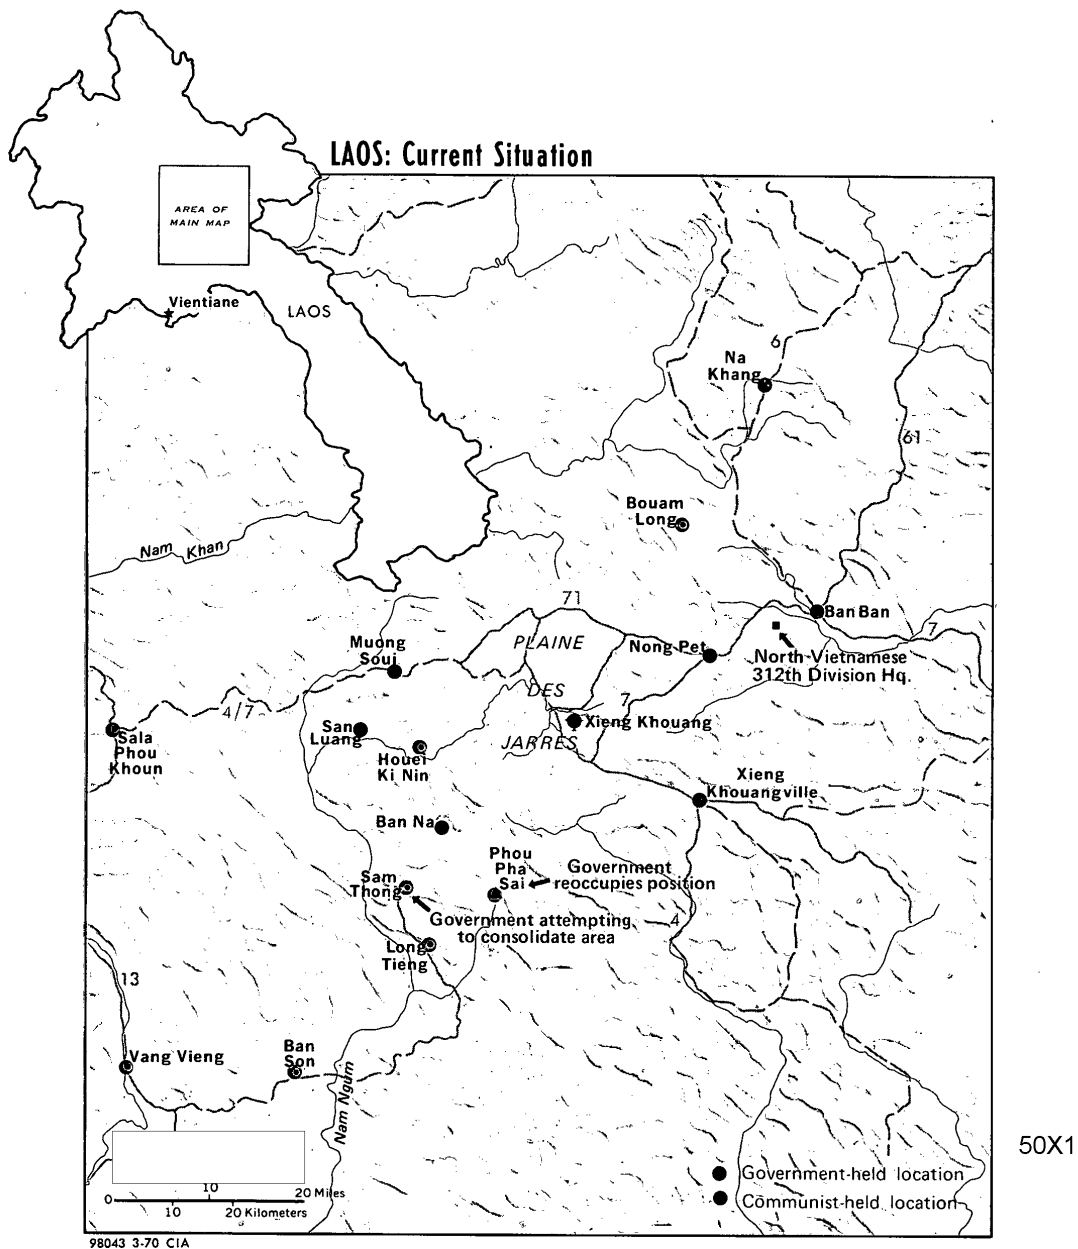 LAOS: Current Situation
AREA OF
MAIN MAP
Vientiane
LAOS
6
Na
Khang
61
Bouam
Long
Nam Khan
71
Ban Ban
7
PLAINE
Muong
Soui
Nong Pet
North Vietnamese
312th Division Hq.
DES
7
4/7
Xieng Khouang
San
Luang
JARRES
Sala
Phou
Khoun
Houei
Ki Nin
Xieng
Khouangville
Ban Na
Phou
Pha
Sai
Government
reoccupies position
Sam
Thong
Government attempting
to consolidate area
4
Long
Tieng
13
Vang Vieng
Ban
Son
Nam Ngum
50X1
Government-held location
Communist-held location
0 10 20 Miles
10 20 Kilometers
98043 3-70 CIA